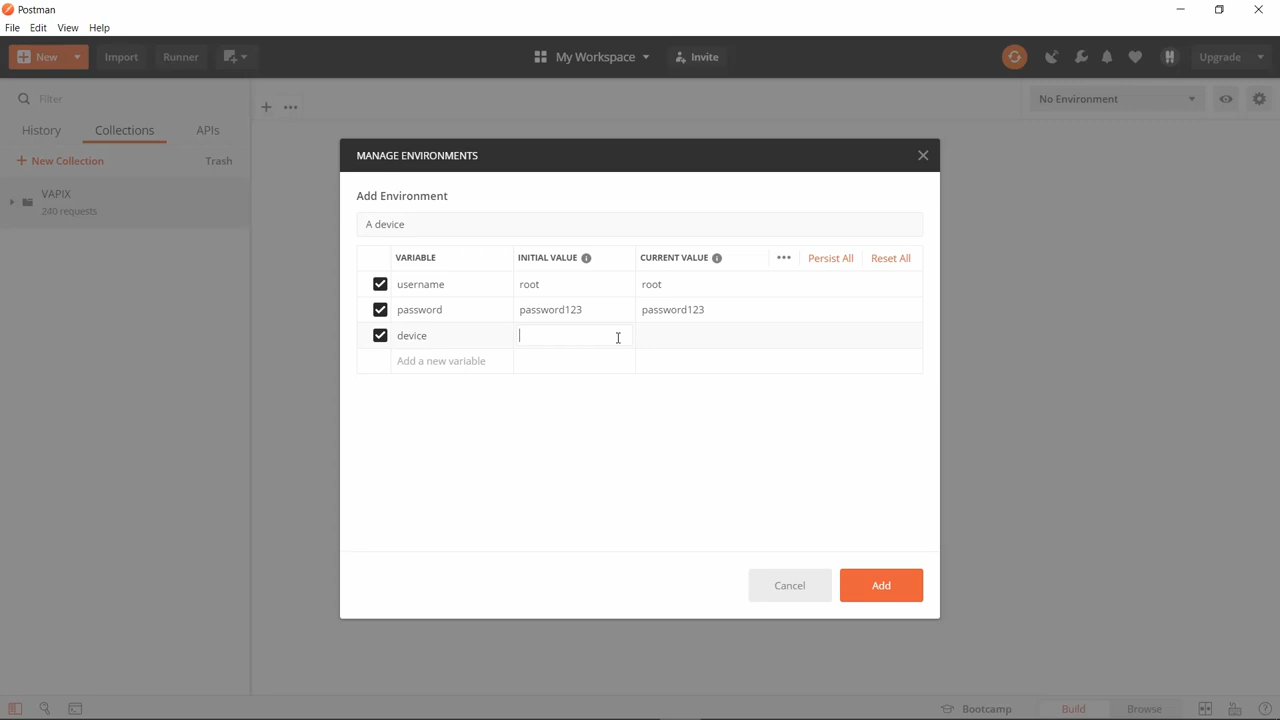 Postman
File Edit View Help
New Import Runner My Workspace Invite Upgrade
Filter
No Environment
History Collections APIs
New Collection Trash
VAPIX
240 requests
MANAGE ENVIRONMENTS
Add Environment
A device
VARIABLE INITIAL VALUE CURRENT VALUE Persist All Reset All
username root root
password password123 password123
device
Add a new variable
Cancel Add
Bootcamp Build Browse